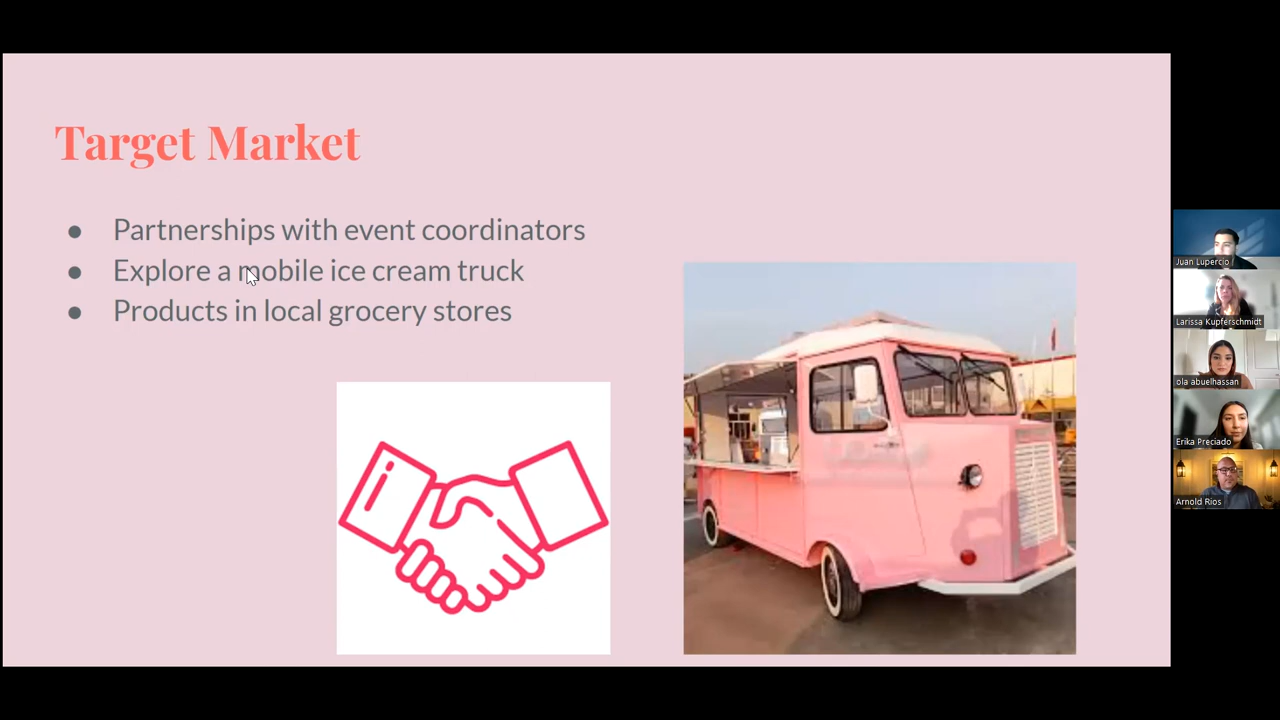 Target Market
● Partnerships with event coordinators
● Explore a mobile ice cream truck
● Products in local grocery stores
Juan Lupercio
Larissa Kupferschmidt
ola abuelhassan
Erika Preciado
Arnold Rios